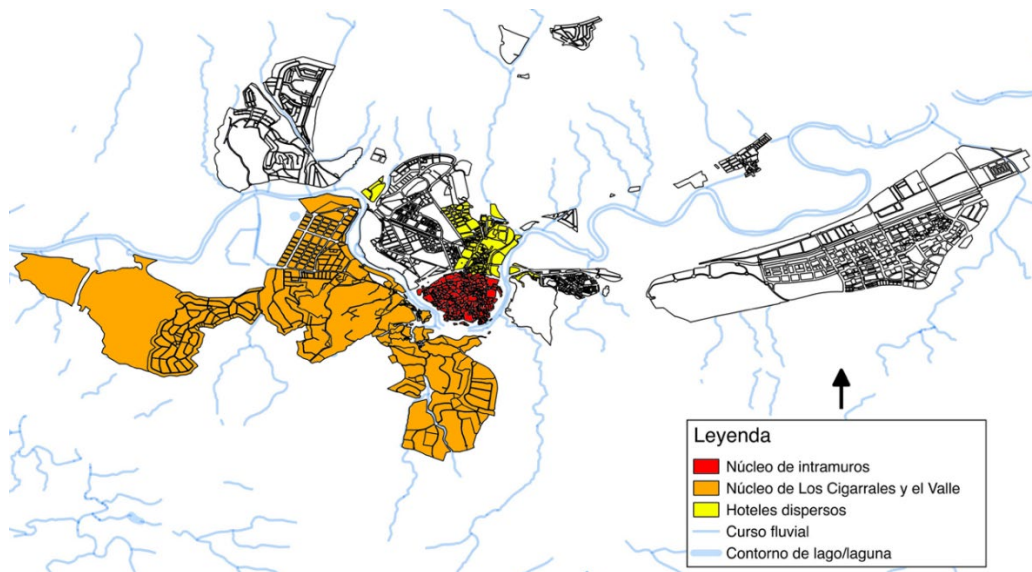 Leyenda
Núcleo de intramuros
Núcleo de Los Cigarrales y el Valle
Hoteles dispersos
Curso fluvial
Contorno de lago/laguna